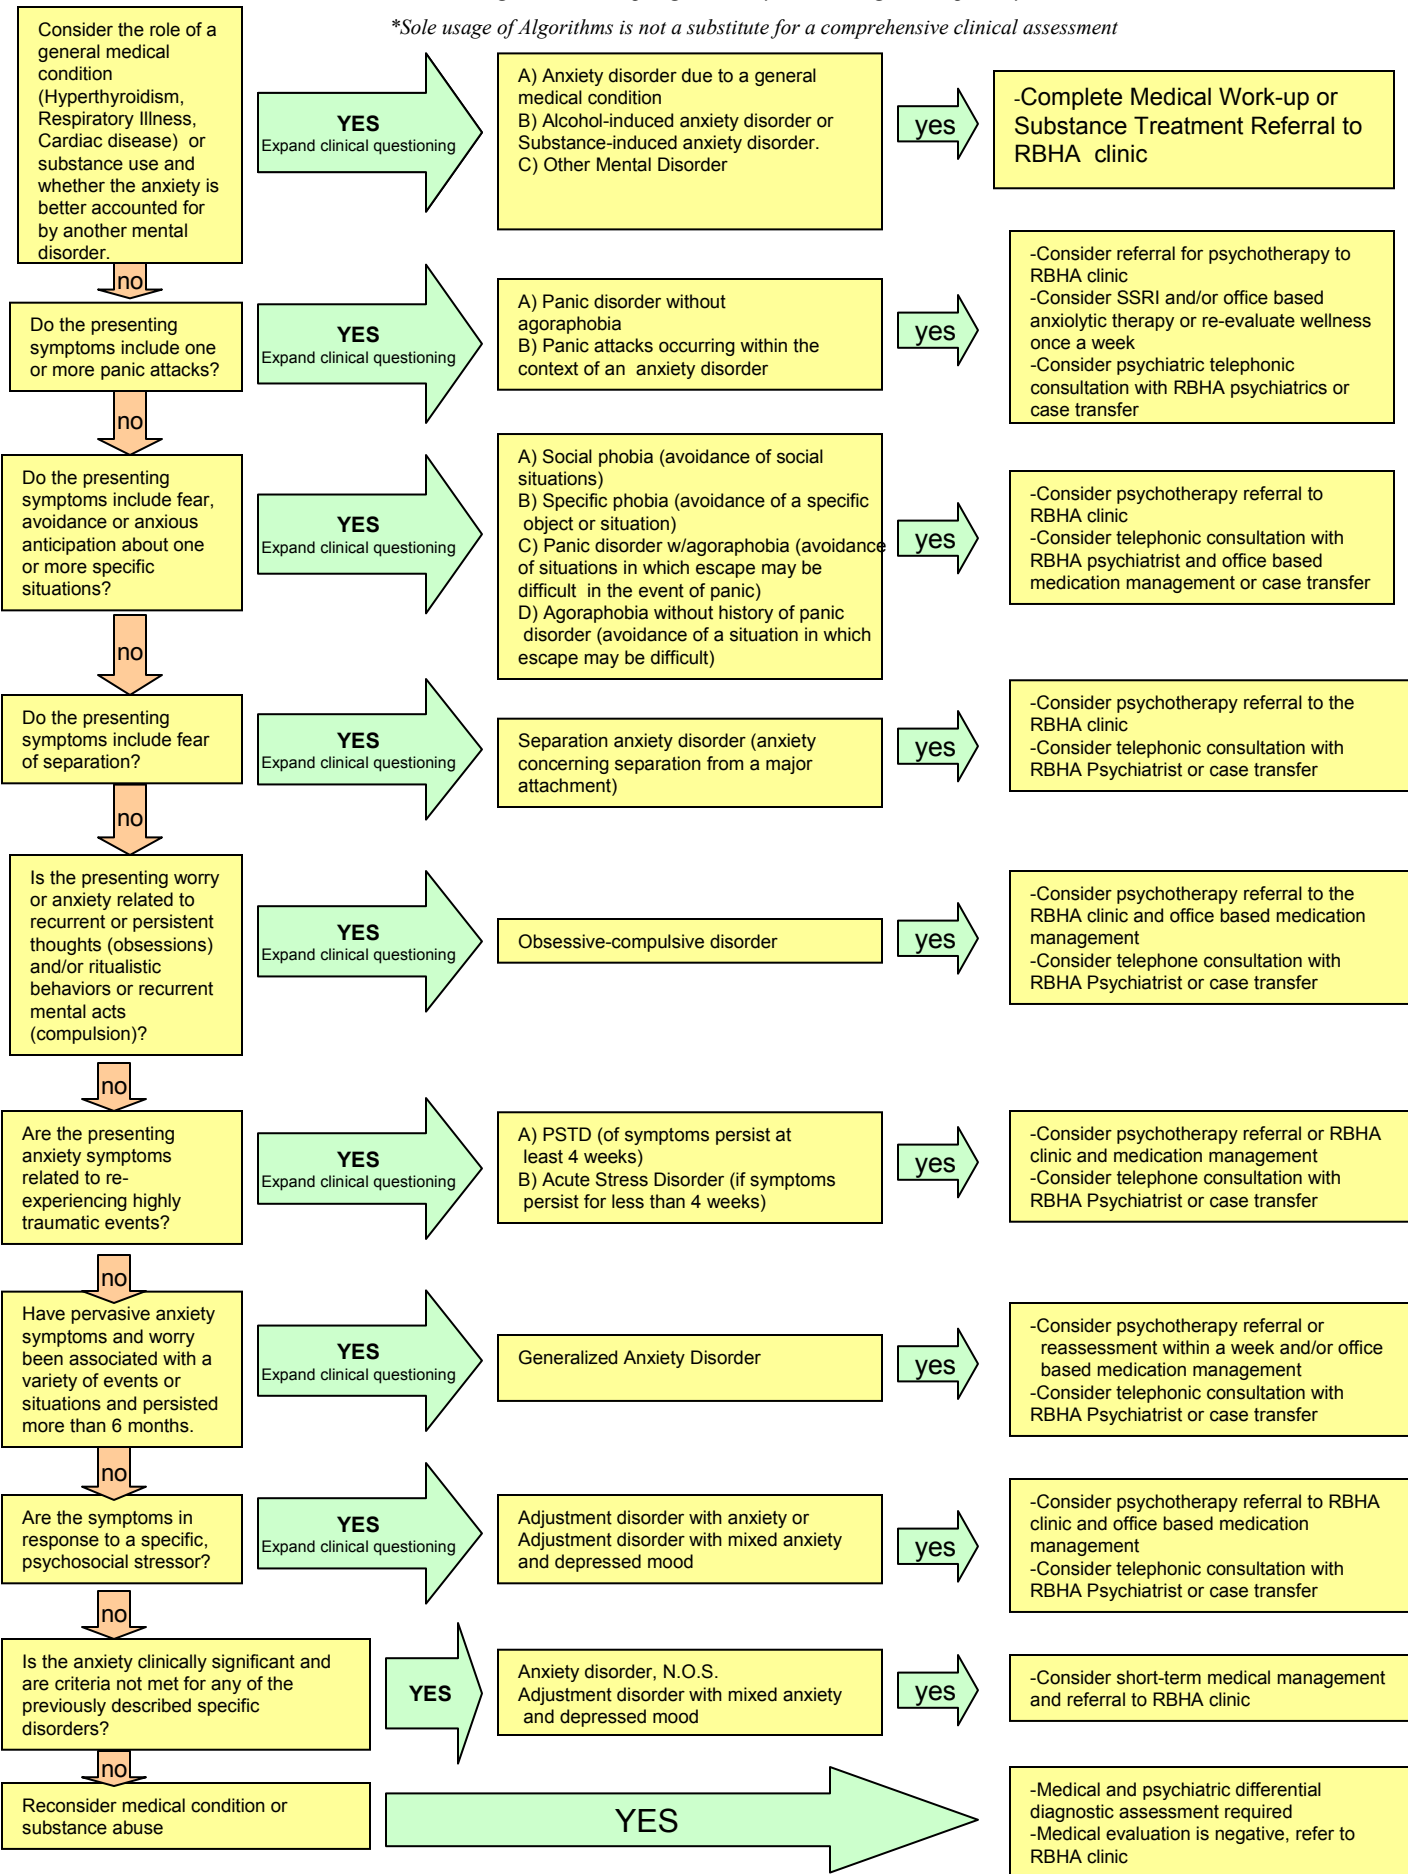 *Sole usage of Algorithms is not a substitute for a comprehensive clinical assessment
Consider the role of a
general medical
condition
(Hyperthyroidism,
Respiratory Illness,
Cardiac disease) or
substance use and
whether the anxiety is
better accounted for
by another mental
disorder.
YES
Expand clinical questioning
A) Anxiety disorder due to a general
medical condition
B) Alcohol-induced anxiety disorder or
Substance-induced anxiety disorder.
C) Other Mental Disorder
yes
-Complete Medical Work-up or
Substance Treatment Referral to
RBHA clinic
no
Do the presenting
symptoms include one
or more panic attacks?
YES
Expand clinical questioning
A) Panic disorder without
agoraphobia
B) Panic attacks occurring within the
context of an anxiety disorder
yes
-Consider referral for psychotherapy to
RBHA clinic
-Consider SSRI and/or office based
anxiolytic therapy or re-evaluate wellness
once a week
-Consider psychiatric telephonic
consultation with RBHA psychiatrics or
case transfer
no
Do the presenting
symptoms include fear,
avoidance or anxious
anticipation about one
or more specific
situations?
YES
Expand clinical questioning
A) Social phobia (avoidance of social
situations)
B) Specific phobia (avoidance of a specific
object or situation)
C) Panic disorder w/agoraphobia (avoidance
of situations in which escape may be
difficult in the event of panic)
D) Agoraphobia without history of panic
disorder (avoidance of a situation in which
escape may be difficult)
yes
-Consider psychotherapy referral to
RBHA clinic
-Consider telephonic consultation with
RBHA psychiatrist and office based
medication management or case transfer
no
Do the presenting
symptoms include fear
of separation?
YES
Expand clinical questioning
Separation anxiety disorder (anxiety
concerning separation from a major
attachment)
yes
-Consider psychotherapy referral to the
RBHA clinic
-Consider telephonic consultation with
RBHA Psychiatrist or case transfer
no
Is the presenting worry
or anxiety related to
recurrent or persistent
thoughts (obsessions)
and/or ritualistic
behaviors or recurrent
mental acts
(compulsion)?
YES
Expand clinical questioning
Obsessive-compulsive disorder
yes
-Consider psychotherapy referral to the
RBHA clinic and office based medication
management
-Consider telephone consultation with
RBHA Psychiatrist or case transfer
no
Are the presenting
anxiety symptoms
related to re-
experiencing highly
traumatic events?
YES
Expand clinical questioning
A) PSTD (of symptoms persist at
least 4 weeks)
B) Acute Stress Disorder (if symptoms
persist for less than 4 weeks)
yes
-Consider psychotherapy referral or RBHA
clinic and medication management
-Consider telephone consultation with
RBHA Psychiatrist or case transfer
no
Have pervasive anxiety
symptoms and worry
been associated with a
variety of events or
situations and persisted
more than 6 months.
YES
Expand clinical questioning
Generalized Anxiety Disorder
yes
-Consider psychotherapy referral or
reassessment within a week and/or office
based medication management
-Consider telephonic consultation with
RBHA Psychiatrist or case transfer
no
Are the symptoms in
response to a specific,
psychosocial stressor?
YES
Expand clinical questioning
Adjustment disorder with anxiety or
Adjustment disorder with mixed anxiety
and depressed mood
yes
-Consider psychotherapy referral to RBHA
clinic and office based medication
management
-Consider telephonic consultation with
RBHA Psychiatrist or case transfer
no
Is the anxiety clinically significant and
are criteria not met for any of the
previously described specific
disorders?
YES
Anxiety disorder, N.O.S.
Adjustment disorder with mixed anxiety
and depressed mood
yes
-Consider short-term medical management
and referral to RBHA clinic
no
Reconsider medical condition or
substance abuse
YES
-Medical and psychiatric differential
diagnostic assessment required
-Medical evaluation is negative, refer to
RBHA clinic